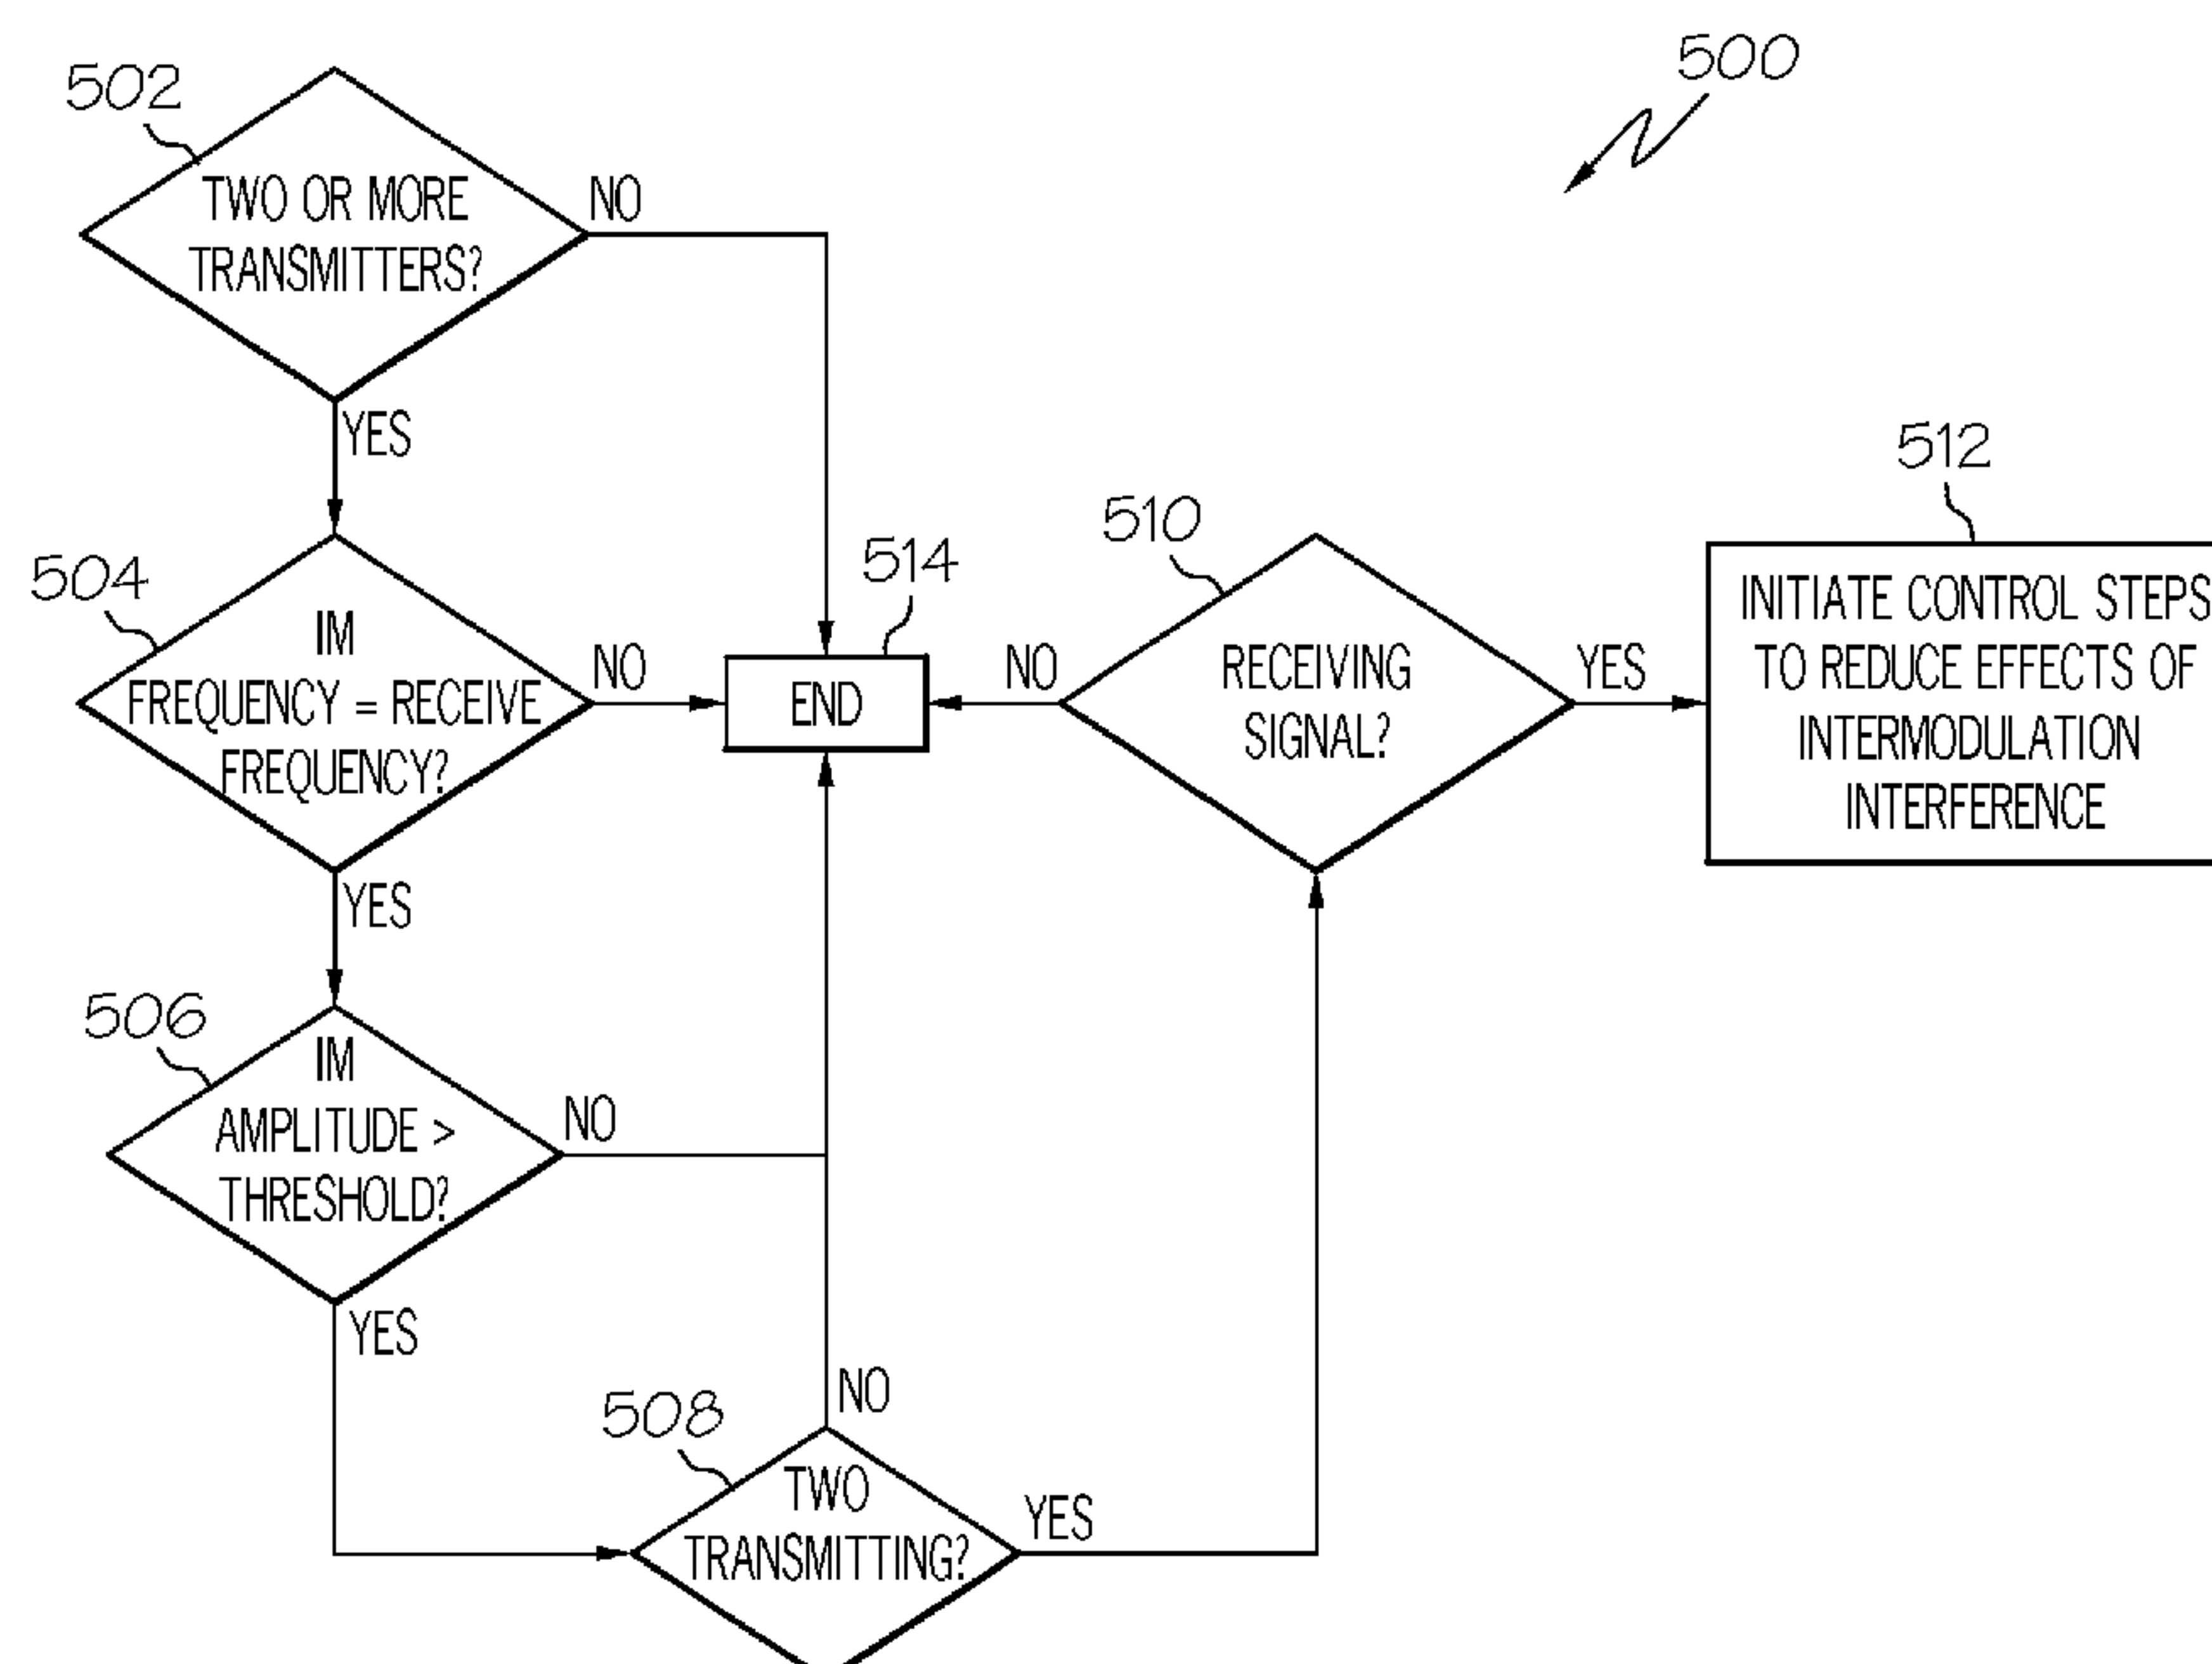 500
502
TWO OR MORE
TRANSMITTERS?
NO
YES
504
IM
FREQUENCY = RECEIVE
FREQUENCY?
NO
YES
514
END
510
RECEIVING
SIGNAL?
NO
YES
512
INITIATE CONTROL STEPS
TO REDUCE EFFECTS OF
INTERMODULATION
INTERFERENCE
506
IM
AMPLITUDE >
THRESHOLD?
NO
YES
508
TWO
TRANSMITTING?
NO
YES